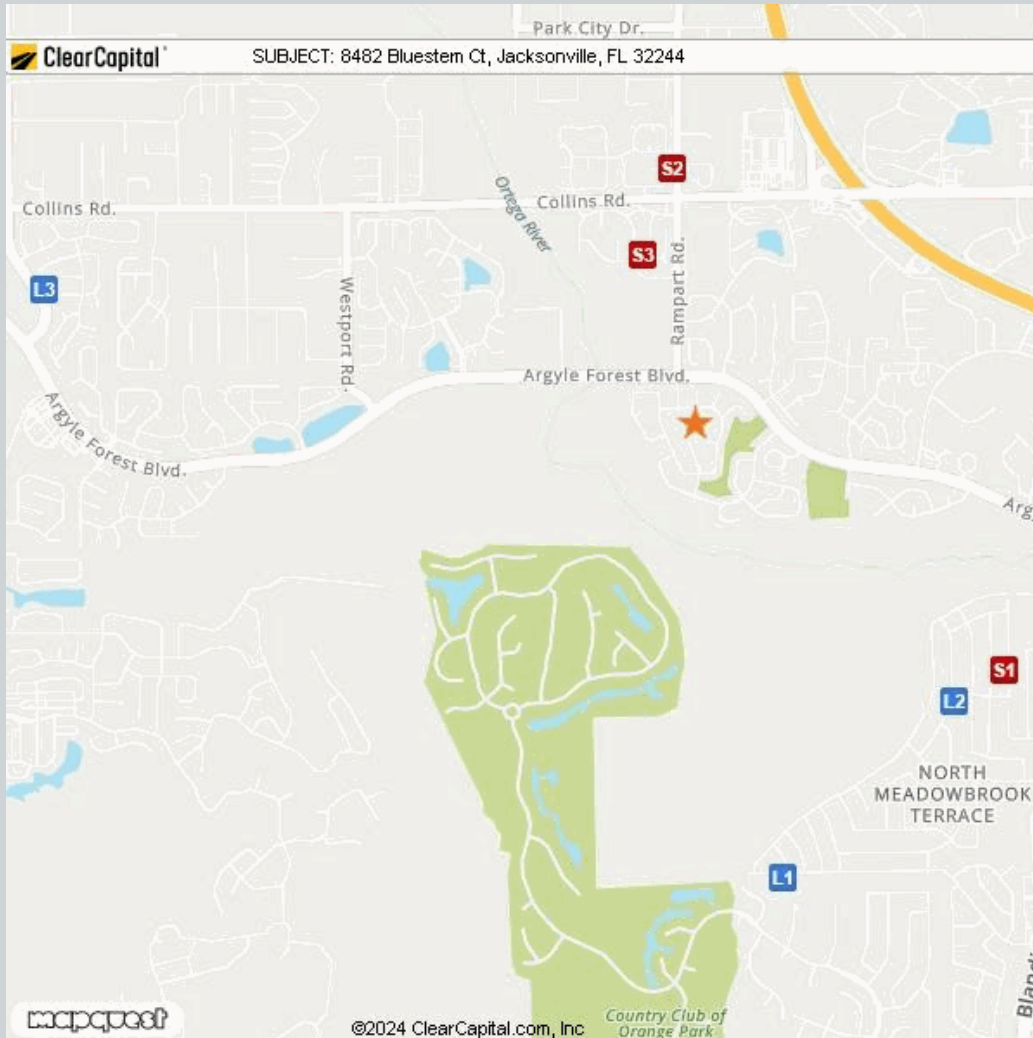 Park City Dr.
ClearCapital
SUBJECT: 8482 Bluestem Ct, Jacksonville, FL 32244
S2
Collins Rd.
Ortega River
Collins Rd.
S3
L3
Rampart Rd.
Westport Rd.
Argyle Forest Blvd.
Argyle Forest Blvd.
S1
L2
NORTH
MEADOWBROOK
TERRACE
L1
mapquest
©2024 ClearCapital.com, Inc
Country Club of
Orange Park